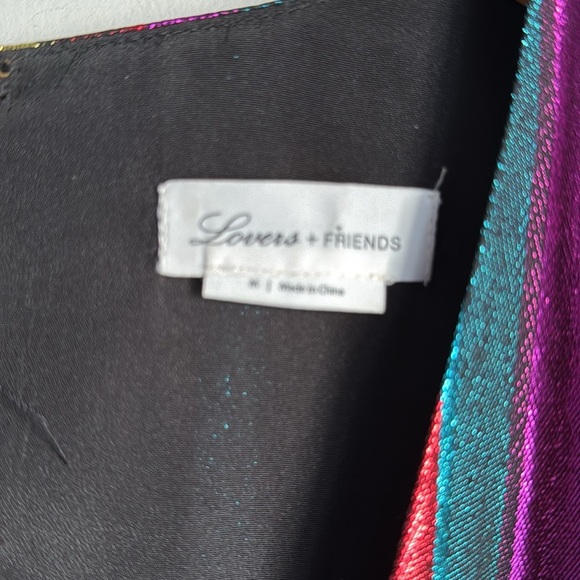 Lovers + FRIENDS
M | Made in China